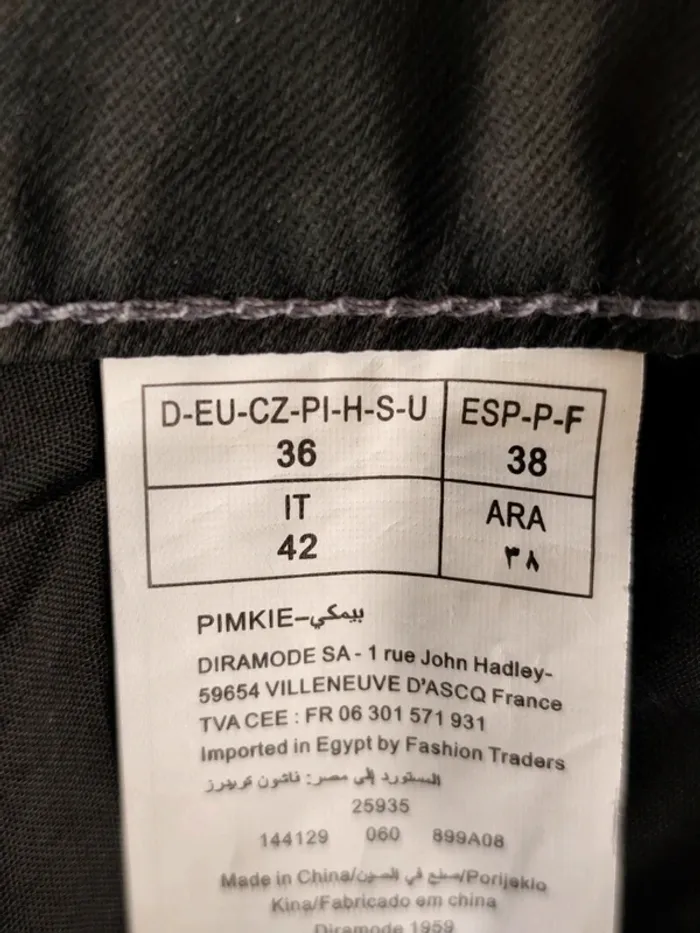 D-EU-CZ-PI-H-S-U
36
ESP-P-F
38
IT
42
ARA
٣٨
PIMKIE-بيمكي
DIRAMODE SA - 1 rue John Hadley-
59654 VILLENEUVE D'ASCQ France
TVA CEE : FR 06 301 571 931
Imported in Egypt by Fashion Traders
المستورد إلى مصر: فاشون تريدرز
25935
144129 060 899A08
Made in China/صنع في الصين/Porijeklo
Kina/Fabricado em china
Diramode 1959